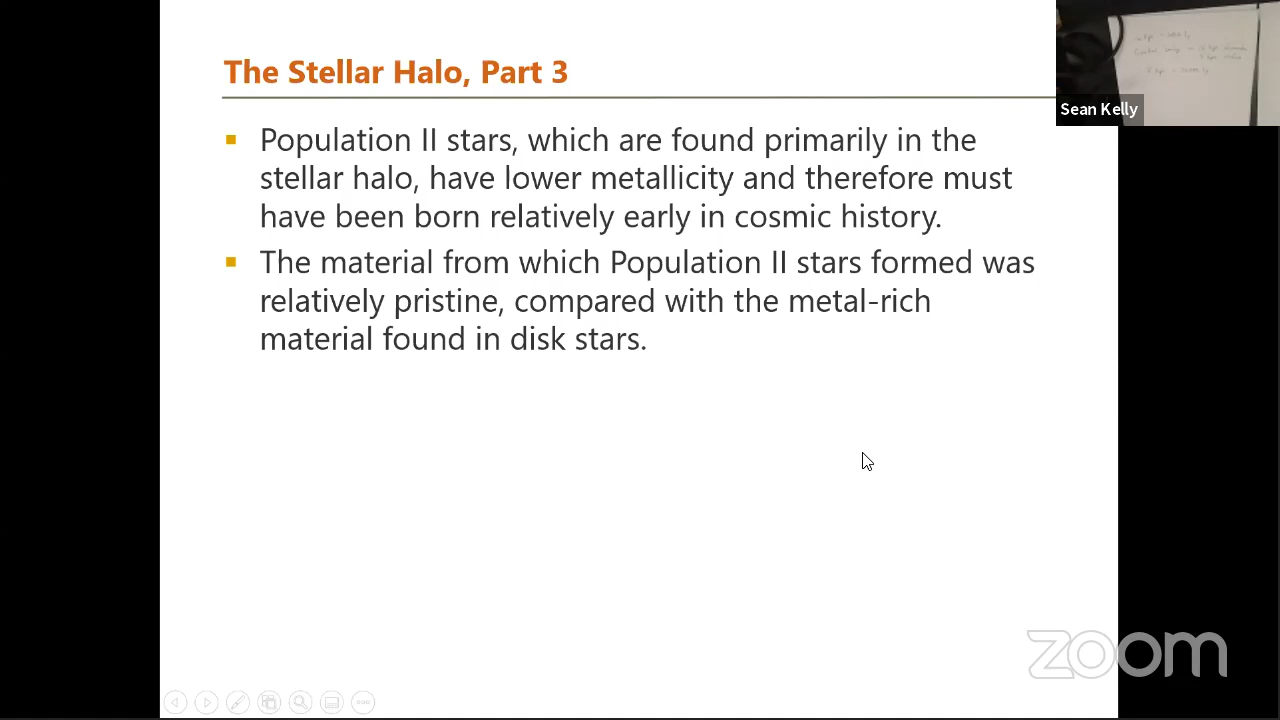 The Stellar Halo, Part 3
Population II stars, which are found primarily in the
stellar halo, have lower metallicity and therefore must
have been born relatively early in cosmic history.
The material from which Population II stars formed was
relatively pristine, compared with the metal-rich
material found in disk stars.
Sean Kelly
zoom